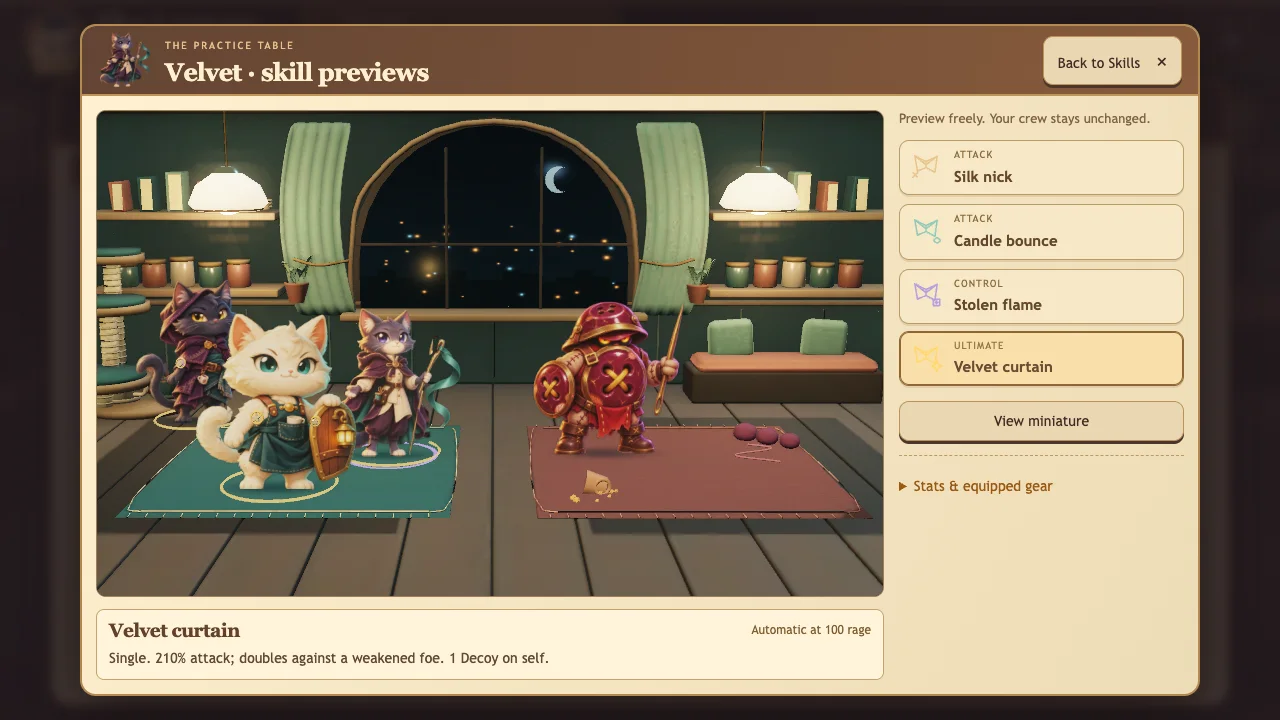 THE PRACTICE TABLE
Velvet · skill previews
Back to Skills ×
Preview freely. Your crew stays unchanged.
ATTACK
Silk nick
ATTACK
Candle bounce
CONTROL
Stolen flame
ULTIMATE
Velvet curtain
View miniature
Stats & equipped gear
Velvet curtain
Automatic at 100 rage
Single. 210% attack; doubles against a weakened foe. 1 Decoy on self.